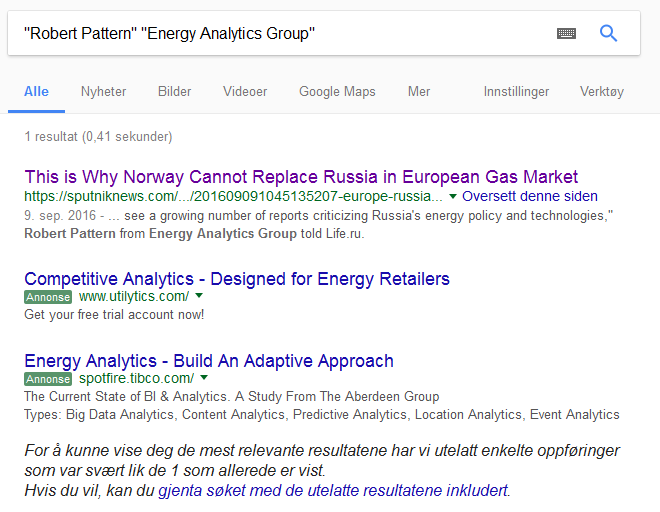 "Robert Pattern" "Energy Analytics Group"
Alle Nyheter Bilder Videoer Google Maps Mer Innstillinger Verktøy
1 resultat (0,41 sekunder)
This is Why Norway Cannot Replace Russia in European Gas Market
https://sputniknews.com/.../201609091045135207-europe-russia... Oversett denne siden
9. sep. 2016 - ... see a growing number of reports criticizing Russia's energy policy and technologies,"
Robert Pattern from Energy Analytics Group told Life.ru.
Competitive Analytics - Designed for Energy Retailers
Annonse www.utilytics.com/
Get your free trial account now!
Energy Analytics - Build An Adaptive Approach
Annonse spotfire.tibco.com/
The Current State of BI & Analytics. A Study From The Aberdeen Group
Types: Big Data Analytics, Content Analytics, Predictive Analytics, Location Analytics, Event Analytics
For å kunne vise deg de mest relevante resultatene har vi utelatt enkelte oppføringer
som var svært lik de 1 som allerede er vist.
Hvis du vil, kan du gjenta søket med de utelatte resultatene inkludert.